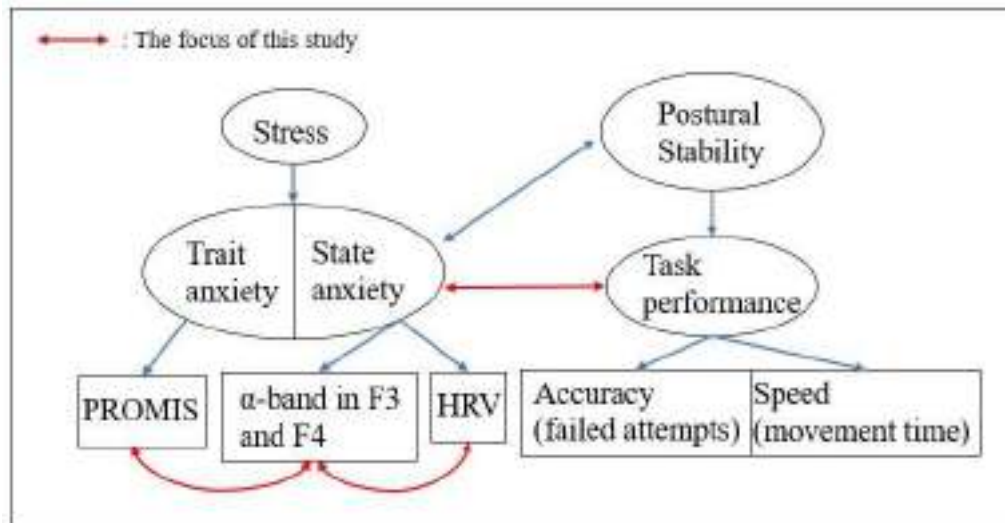 : The focus of this study
Stress
Postural
Stability
Trait
anxiety
State
anxiety
Task
performance
PROMIS
α-band in F3
and F4
HRV
Accuracy
(failed attempts)
Speed
(movement time)